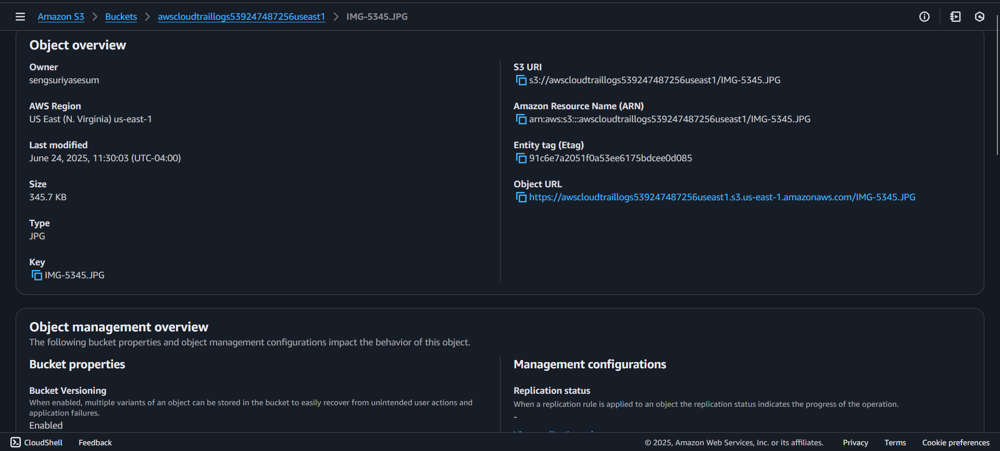 Amazon S3 > Buckets > awscloudtraillogs539247487256useast1 > IMG-5345.JPG
Object overview
Owner
sengsuriyasesum
AWS Region
US East (N. Virginia) us-east-1
Last modified
June 24, 2025, 11:30:03 (UTC-04:00)
Size
345.7 KB
Type
JPG
Key
IMG-5345.JPG
S3 URI
s3://awscloudtraillogs539247487256useast1/IMG-5345.JPG
Amazon Resource Name (ARN)
arn:aws:s3:::awscloudtraillogs539247487256useast1/IMG-5345.JPG
Entity tag (Etag)
91c6e7a2051f0a53ee6175bdcee0d085
Object URL
https://awscloudtraillogs539247487256useast1.s3.us-east-1.amazonaws.com/IMG-5345.JPG
Object management overview
The following bucket properties and object management configurations impact the behavior of this object.
Bucket properties
Bucket Versioning
When enabled, multiple variants of an object can be stored in the bucket to easily recover from unintended user actions and
application failures.
Enabled
Management configurations
Replication status
When a replication rule is applied to an object the replication status indicates the progress of the operation.
-
CloudShell
Feedback
© 2025, Amazon Web Services, Inc. or its affiliates.
Privacy
Terms
Cookie preferences